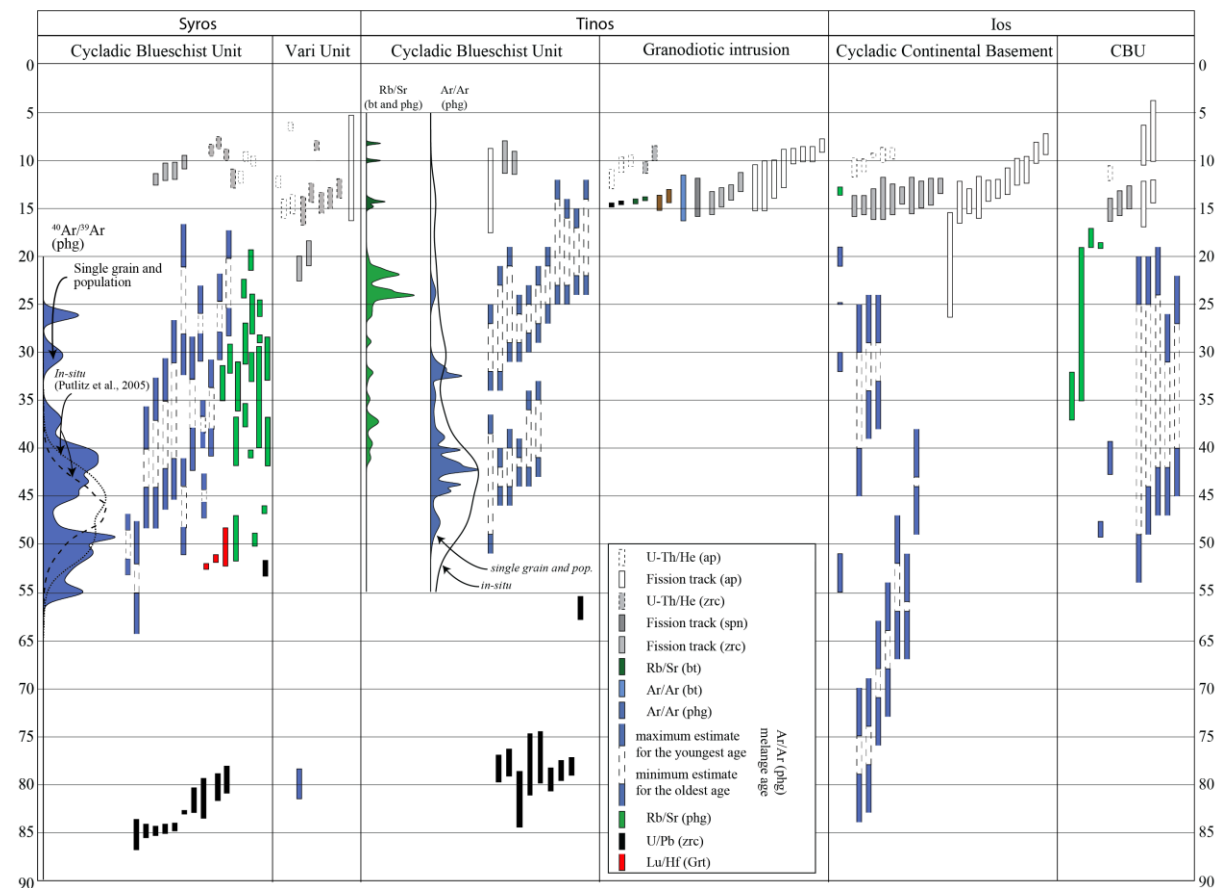 Syros
Tinos
Ios
Cycladic Blueschist Unit
Vari Unit
Cycladic Blueschist Unit
Granodiotic intrusion
Cycladic Continental Basement
CBU
0
5
10
15
20
25
30
35
40
45
50
55
65
70
75
80
85
90
⁴⁰Ar/³⁹Ar
(phg)
Single grain and
population
In-situ
(Putlitz et al., 2005)
Rb/Sr
(bt and phg)
Ar/Ar
(phg)
single grain and pop.
in-situ
U-Th/He (ap)
Fission track (ap)
U-Th/He (zrc)
Fission track (spn)
Fission track (zrc)
Rb/Sr (bt)
Ar/Ar (bt)
Ar/Ar (phg)
maximum estimate
for the youngest age
minimum estimate
for the oldest age
Ar/Ar (phg)
melange age
Rb/Sr (phg)
U/Pb (zrc)
Lu/Hf (Grt)
0
5
10
15
20
25
30
35
40
45
50
55
65
70
75
80
85
90